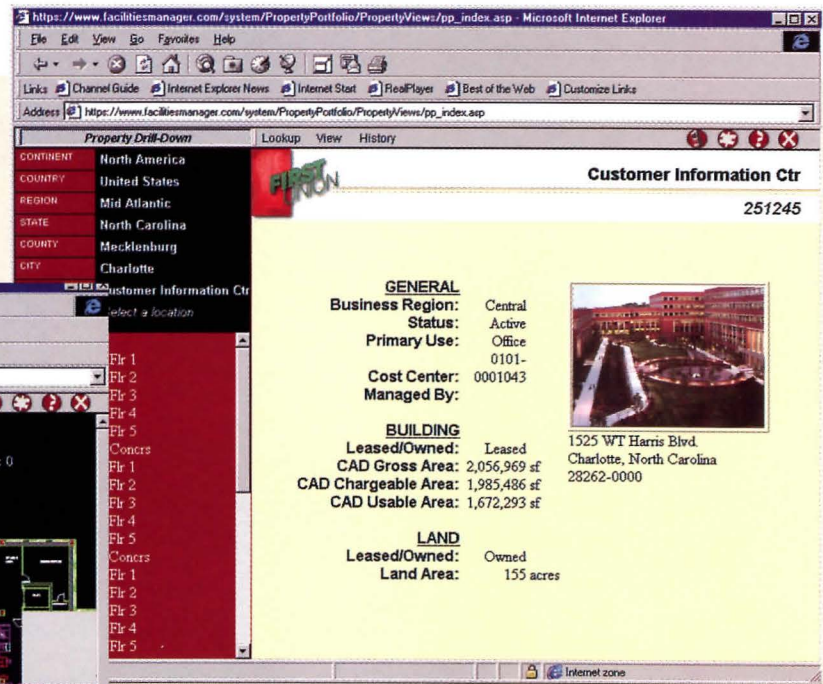 https://www.facilitiesmanager.com/system/PropertyPortfolio/PropertyViews/pp_index.asp - Microsoft Internet Explorer
File Edit View Go Favorites Help
Links Channel Guide Internet Explorer News Internet Start RealPlayer Best of the Web Customize Links
Address https://www.facilitiesmanager.com/system/PropertyPortfolio/PropertyViews/pp_index.asp
Property Drill-Down Lookup View History
CONTINENT North America
COUNTRY United States
REGION Mid Atlantic
STATE North Carolina
COUNTY Mecklenburg
CITY Charlotte
ustomer Information Ctr
elect a location
Flr 1
Flr 2
Flr 3
Flr 4
Flr 5
Concrs
Flr 1
Flr 2
Flr 3
Flr 4
Flr 5
Concrs
Flr 1
Flr 2
Flr 3
Flr 4
Flr 5
: 0
FIRST
UNION
Customer Information Ctr
251245
GENERAL
Business Region: Central
Status: Active
Primary Use: Office
0101-
Cost Center: 0001043
Managed By:
BUILDING
Leased/Owned: Leased
CAD Gross Area: 2,056,969 sf
CAD Chargeable Area: 1,985,486 sf
CAD Usable Area: 1,672,293 sf
LAND
Leased/Owned: Owned
Land Area: 155 acres
1525 WT Harris Blvd.
Charlotte, North Carolina
28262-0000
Internet zone